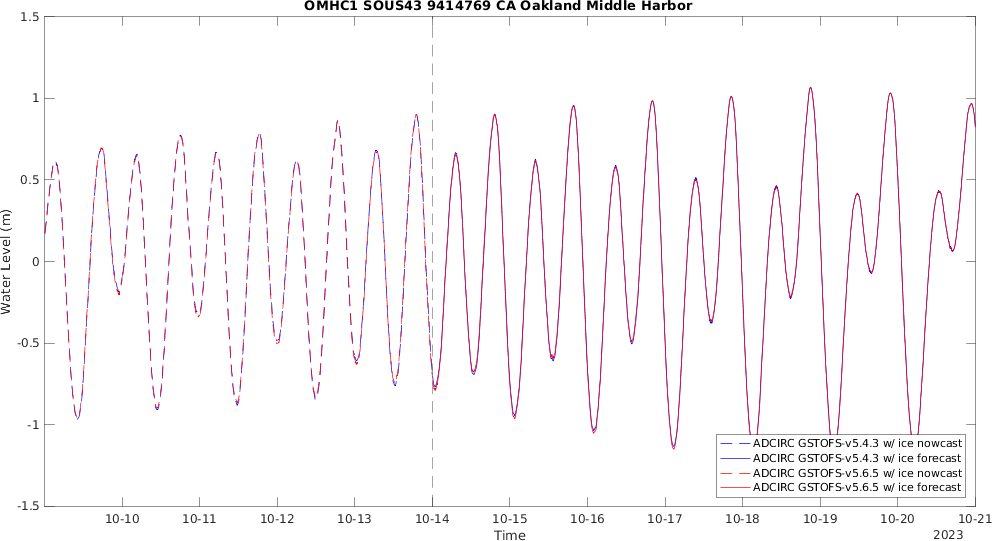 OMHC1 SOUS43 9414769 CA Oakland Middle Harbor
1.5
1
0.5
0
-0.5
-1
-1.5
Water Level (m)
10-10 10-11 10-12 10-13 10-14 10-15 10-16 10-17 10-18 10-19 10-20 10-21
Time
2023
ADCIRC GSTOFS-v5.4.3 w/ ice nowcast
ADCIRC GSTOFS-v5.4.3 w/ ice forecast
ADCIRC GSTOFS-v5.6.5 w/ ice nowcast
ADCIRC GSTOFS-v5.6.5 w/ ice forecast